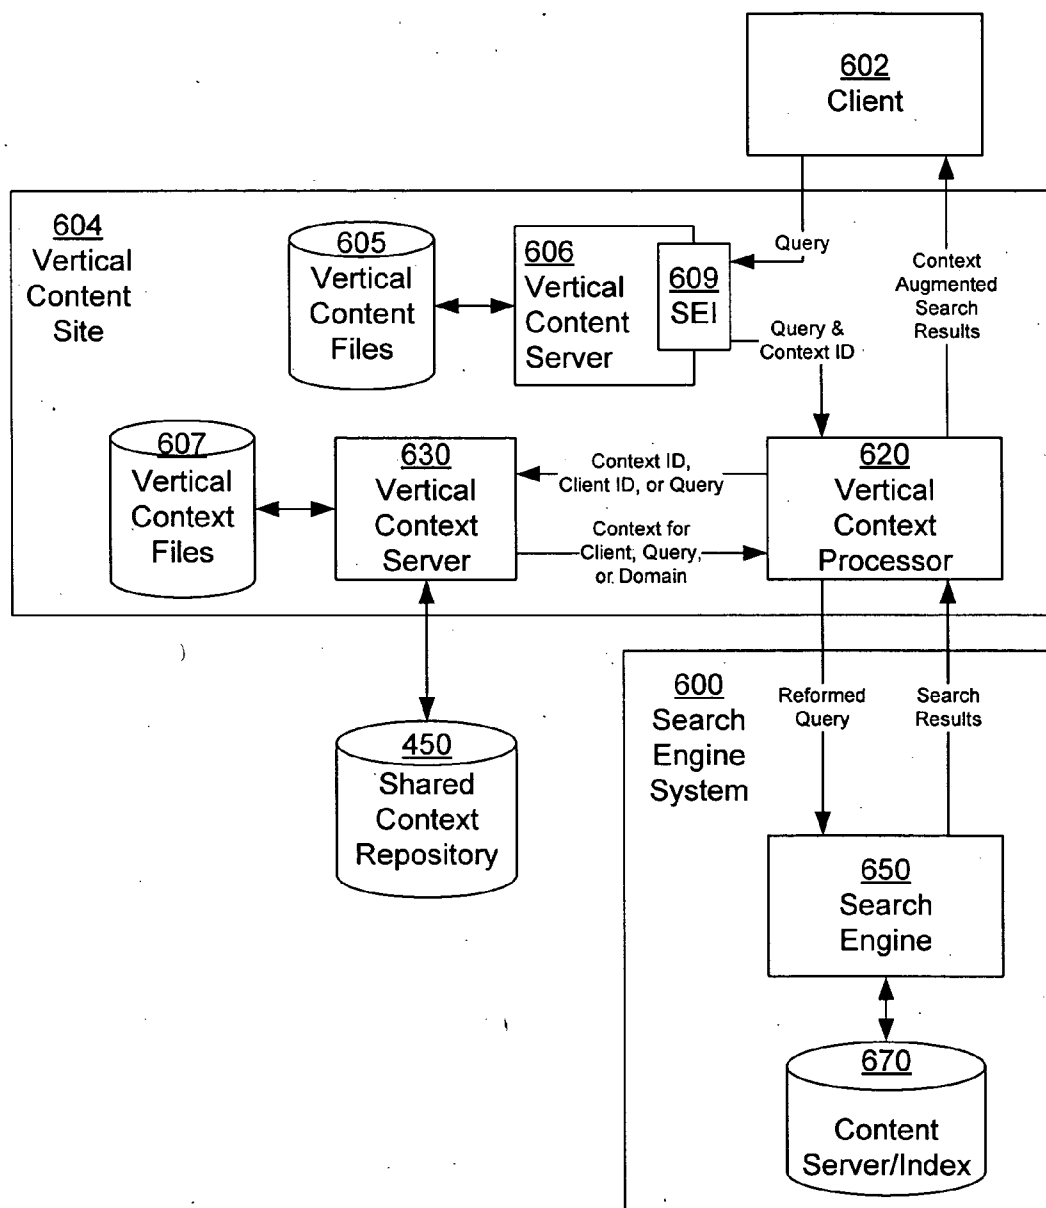 602
Client
604
Vertical
Content
Site
605
Vertical
Content
Files
606
Vertical
Content
Server
609
SEI
Query
Query &
Context ID
Context
Augmented
Search
Results
607
Vertical
Context
Files
630
Vertical
Context
Server
Context ID,
Client ID, or Query
Context for
Client, Query,
or Domain
620
Vertical
Context
Processor
450
Shared
Context
Repository
600
Search
Engine
System
Reformed
Query
Search
Results
650
Search
Engine
670
Content
Server/Index